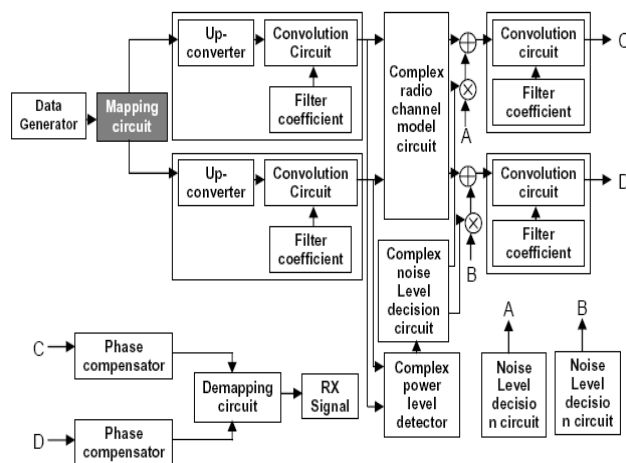 Data
Generator
Mapping
circuit
Up-
converter
Convolution
Circuit
Filter
coefficient
Up-
converter
Convolution
Circuit
Filter
coefficient
Complex
radio
channel
model
circuit
A
B
Convolution
circuit
Filter
coefficient
C
Convolution
circuit
Filter
coefficient
D
Complex
noise
Level
decision
circuit
Complex
power
level
detector
C
Phase
compensator
D
Phase
compensator
Demapping
circuit
RX
Signal
A
Noise
Level
decisio
n circuit
B
Noise
Level
decisio
n circuit